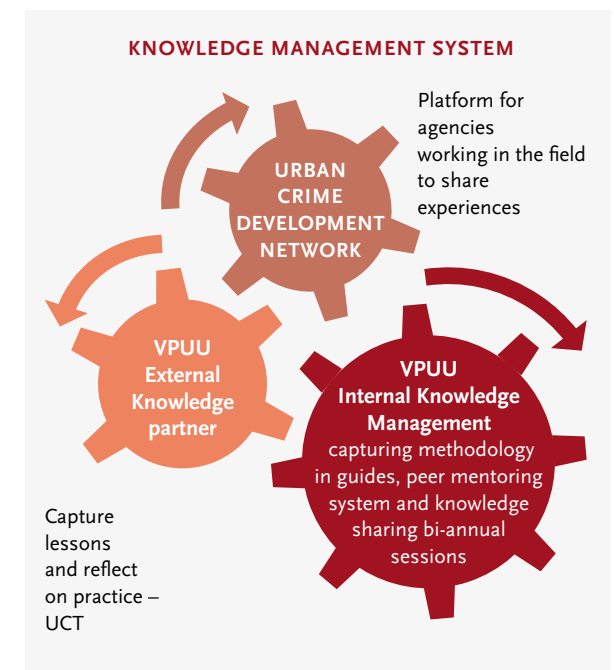 KNOWLEDGE MANAGEMENT SYSTEM
Platform for
agencies
working in the field
to share
experiences
URBAN
CRIME
DEVELOPMENT
NETWORK
VPUU
External
Knowledge
partner
VPUU
Internal Knowledge
Management
capturing methodology
in guides, peer mentoring
system and knowledge
sharing bi-annual
sessions
Capture
lessons
and reflect
on practice –
UCT